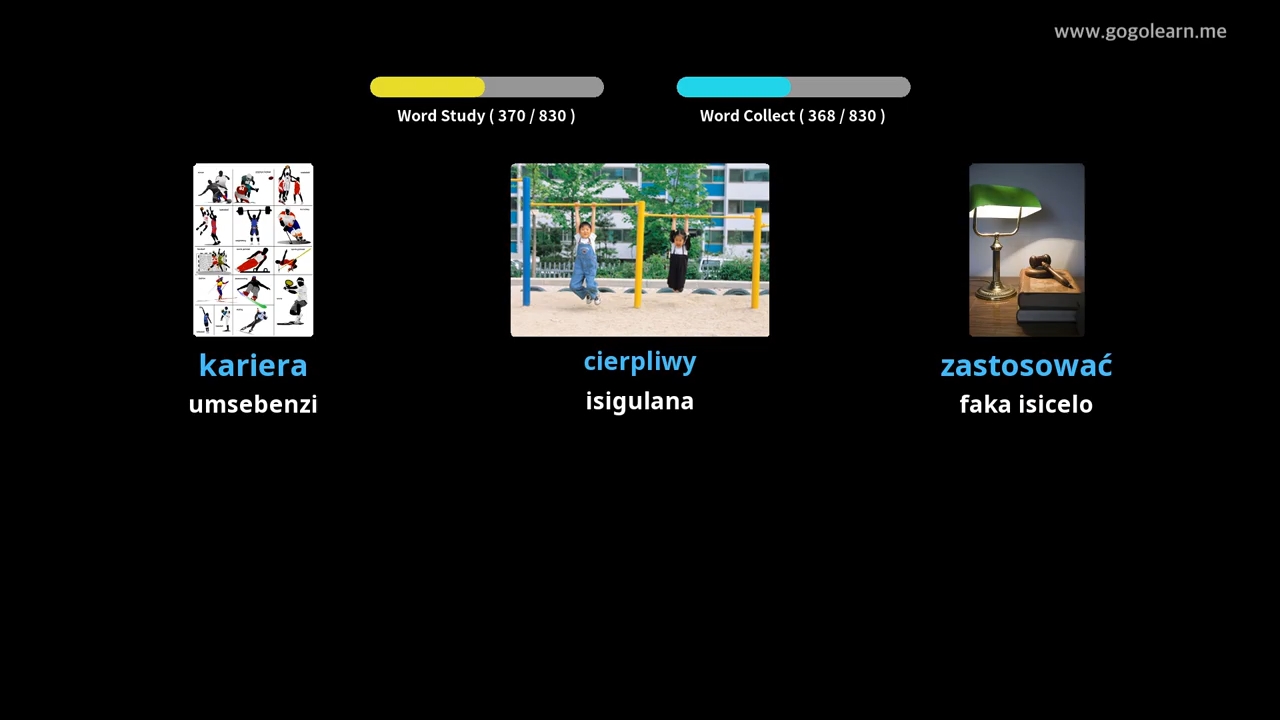 www.gogolearn.me
Word Study ( 370 / 830 )
Word Collect ( 368 / 830 )
kariera
cierpliwy
zastosować
umsebenzi
isigulana
faka isicelo